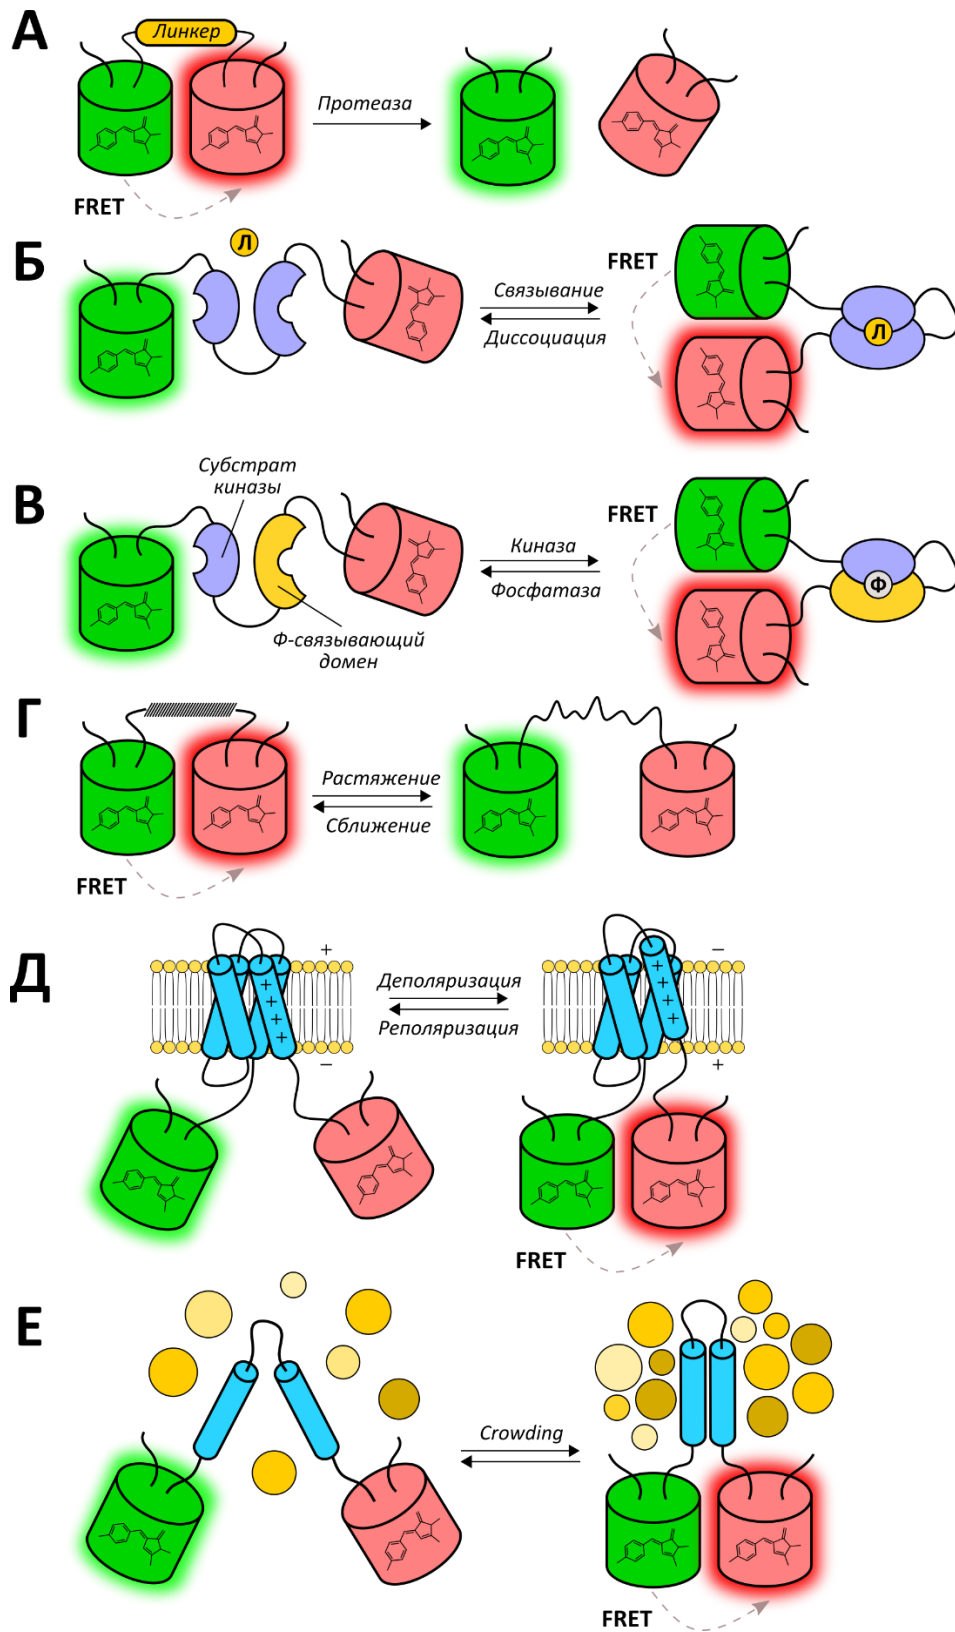 А
Линкер
Протеаза
FRET
Б
Л
FRET
Связывание
Диссоциация
Л
В
Субстрат
киназы
FRET
Киназа
Фосфатаза
Ф
Ф-связывающий
домен
Г
Растяжение
Сближение
FRET
Д
+
−
Деполяризация
Реполяризация
−
+
+
+
+
+
+
+
+
+
−
+
FRET
Е
Crowding
FRET